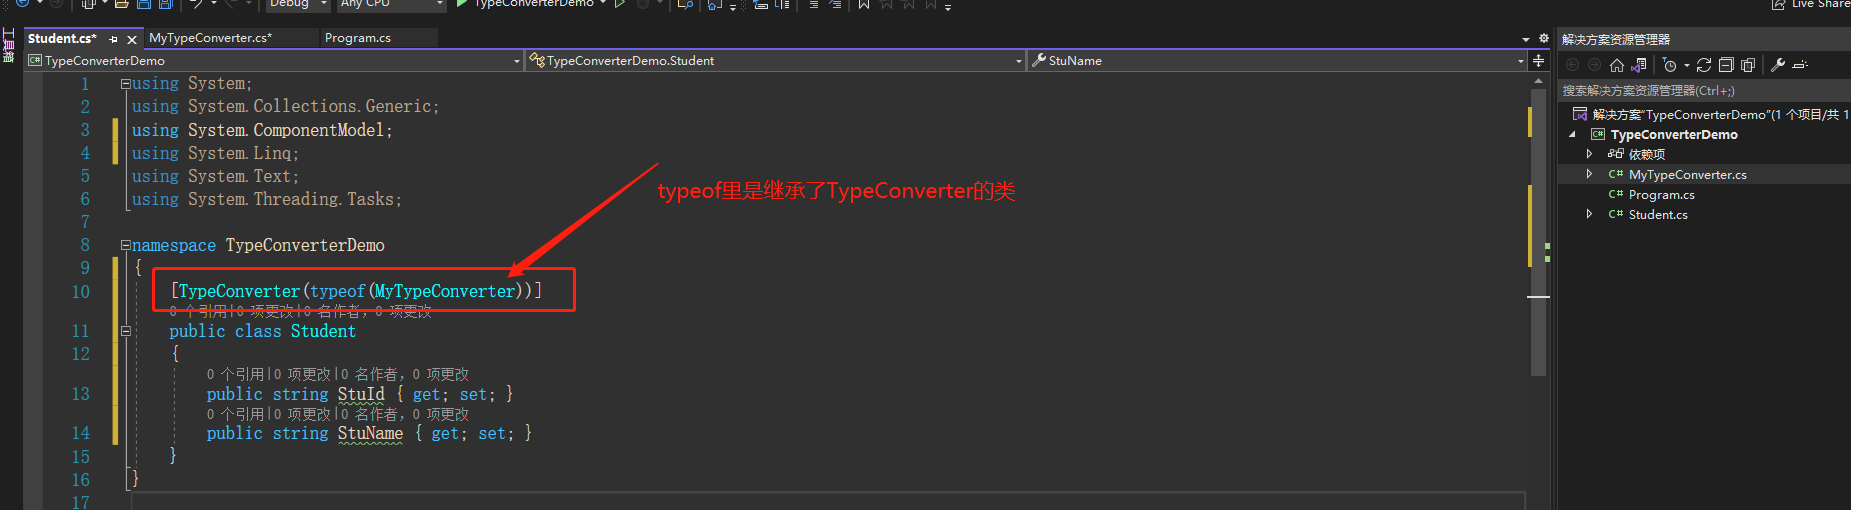 Debug
Any CPU
TypeConverterDemo
Live Share
工具箱
Student.cs*
MyTypeConverter.cs*
Program.cs
TypeConverterDemo
TypeConverterDemo.Student
StuName
1 using System;
2 using System.Collections.Generic;
3 using System.ComponentModel;
4 using System.Linq;
5 using System.Text;
6 using System.Threading.Tasks;
7
8 namespace TypeConverterDemo
9 {
10 [TypeConverter(typeof(MyTypeConverter))]
0 个引用|0 项更改|0 名作者，0 项更改
11 public class Student
12 {
0 个引用|0 项更改|0 名作者，0 项更改
13 public string StuId { get; set; }
0 个引用|0 项更改|0 名作者，0 项更改
14 public string StuName { get; set; }
15 }
16 }
17
typeof里是继承了TypeConverter的类
解决方案资源管理器
搜索解决方案资源管理器(Ctrl+;)
解决方案"TypeConverterDemo"(1 个项目/共 1
TypeConverterDemo
依赖项
C# MyTypeConverter.cs
C# Program.cs
C# Student.cs